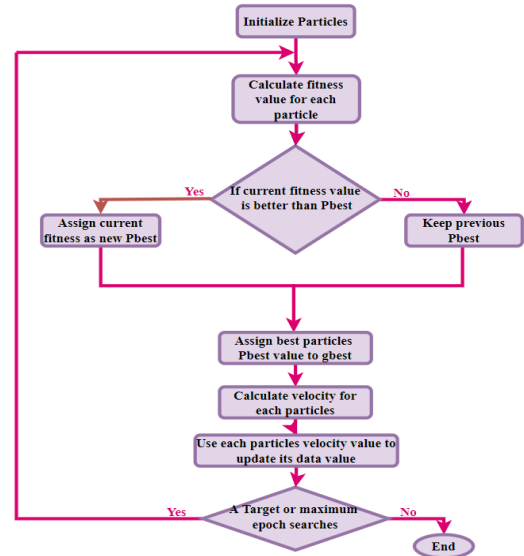 Initialize Particles
Calculate fitness
value for each
particle
If current fitness value
is better than Pbest
Yes
No
Assign current
fitness as new Pbest
Keep previous
Pbest
Assign best particles
Pbest value to gbest
Calculate velocity for
each particles
Use each particles velocity value to
update its data value
A Target or maximum
epoch searches
Yes
No
End